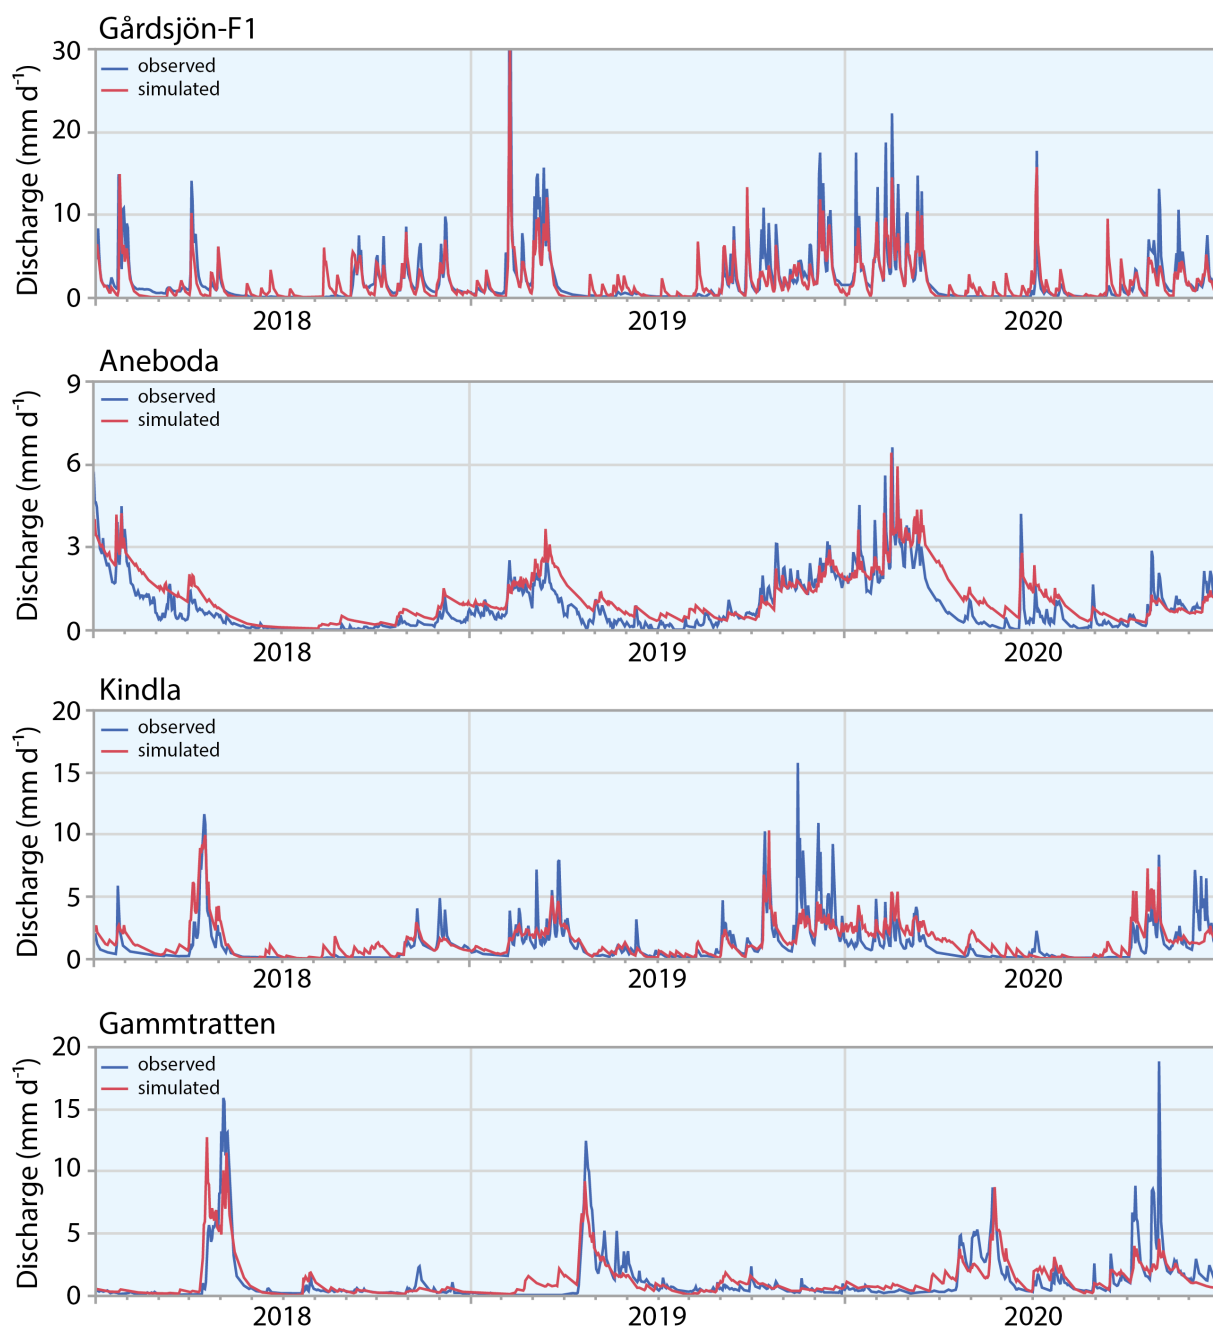 Gårdsjön-F1
Discharge (mm d⁻¹)
30
20
10
0
observed
simulated
2018
2019
2020
Aneboda
Discharge (mm d⁻¹)
9
6
3
0
observed
simulated
2018
2019
2020
Kindla
Discharge (mm d⁻¹)
20
15
10
5
0
observed
simulated
2018
2019
2020
Gammtratten
Discharge (mm d⁻¹)
20
15
10
5
0
observed
simulated
2018
2019
2020